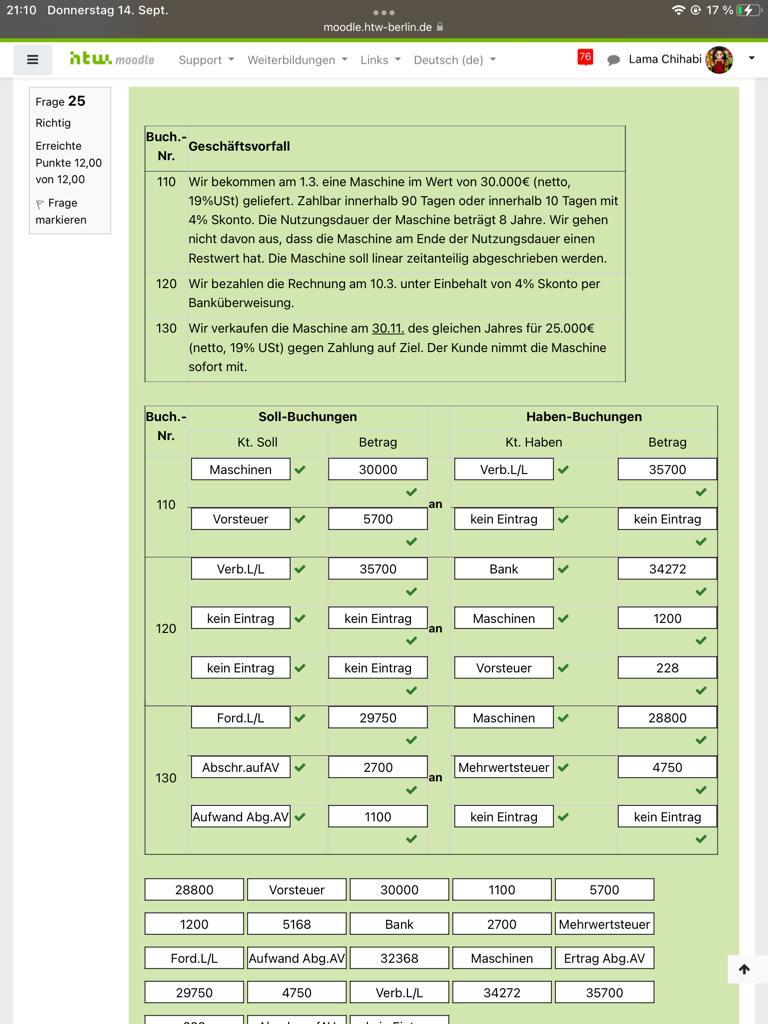 21:10 Donnerstag 14. Sept.
17 %
moodle.htw-berlin.de
htw. moodle
Support
Weiterbildungen
Links
Deutsch (de)
76
Lama Chihabi
Frage 25
Richtig
Erreichte
Punkte 12,00
von 12,00
Frage
markieren
Buch.-
Nr.
Geschäftsvorfall
110 Wir bekommen am 1.3. eine Maschine im Wert von 30.000€ (netto,
19%USt) geliefert. Zahlbar innerhalb 90 Tagen oder innerhalb 10 Tagen mit
4% Skonto. Die Nutzungsdauer der Maschine beträgt 8 Jahre. Wir gehen
nicht davon aus, dass die Maschine am Ende der Nutzungsdauer einen
Restwert hat. Die Maschine soll linear zeitanteilig abgeschrieben werden.
120 Wir bezahlen die Rechnung am 10.3. unter Einbehalt von 4% Skonto per
Banküberweisung.
130 Wir verkaufen die Maschine am 30.11. des gleichen Jahres für 25.000€
(netto, 19% USt) gegen Zahlung auf Ziel. Der Kunde nimmt die Maschine
sofort mit.
Buch.-
Nr.
Soll-Buchungen Haben-Buchungen
Kt. Soll Betrag Kt. Haben Betrag
Maschinen 30000 Verb.L/L 35700
110 an
Vorsteuer 5700 kein Eintrag kein Eintrag
Verb.L/L 35700 Bank 34272
kein Eintrag kein Eintrag Maschinen 1200
120 an
kein Eintrag kein Eintrag Vorsteuer 228
Ford.L/L 29750 Maschinen 28800
Abschr.aufAV 2700 Mehrwertsteuer 4750
130 an
Aufwand Abg.AV 1100 kein Eintrag kein Eintrag
28800 Vorsteuer 30000 1100 5700
1200 5168 Bank 2700 Mehrwertsteuer
Ford.L/L Aufwand Abg.AV 32368 Maschinen Ertrag Abg.AV
29750 4750 Verb.L/L 34272 35700